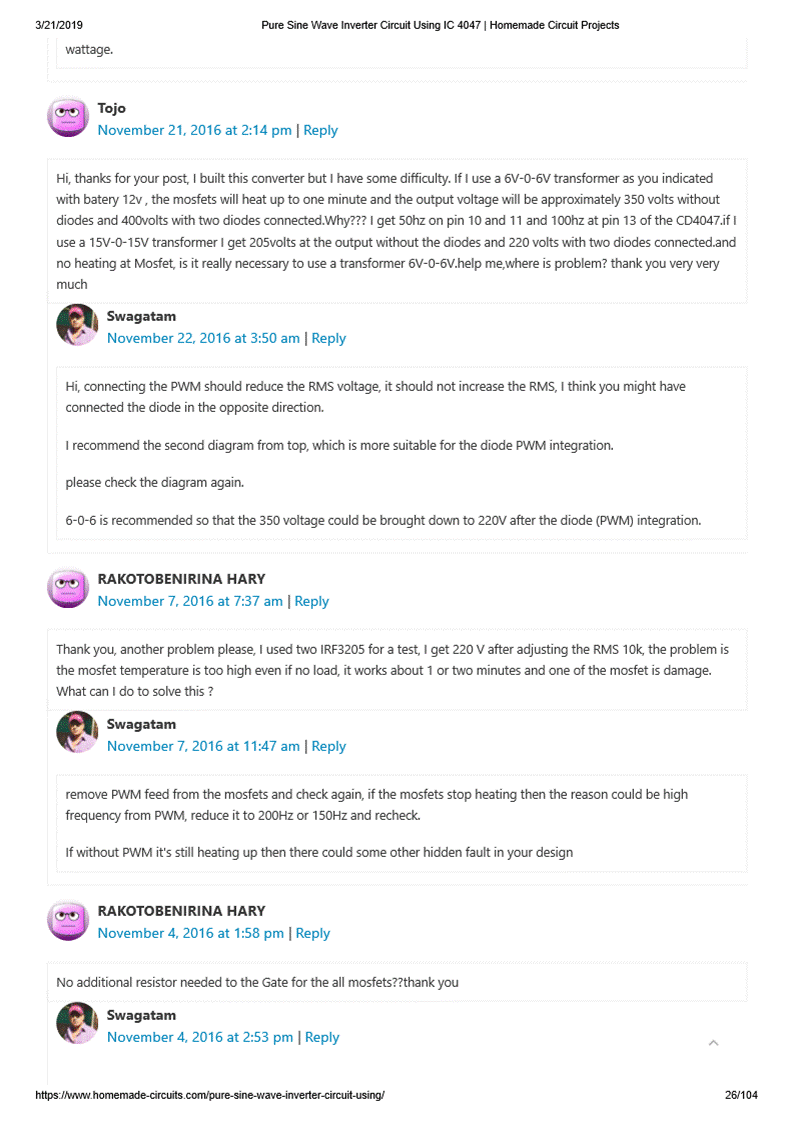 3/21/2019
Pure Sine Wave Inverter Circuit Using IC 4047 | Homemade Circuit Projects
wattage.
Tojo
November 21, 2016 at 2:14 pm | Reply
Hi, thanks for your post, I built this converter but I have some difficulty. If I use a 6V-0-6V transformer as you indicated
with batery 12v , the mosfets will heat up to one minute and the output voltage will be approximately 350 volts without
diodes and 400volts with two diodes connected.Why??? I get 50hz on pin 10 and 11 and 100hz at pin 13 of the CD4047.if I
use a 15V-0-15V transformer I get 205volts at the output without the diodes and 220 volts with two diodes connected.and
no heating at Mosfet, is it really necessary to use a transformer 6V-0-6V.help me,where is problem? thank you very very
much
Swagatam
November 22, 2016 at 3:50 am | Reply
Hi, connecting the PWM should reduce the RMS voltage, it should not increase the RMS, I think you might have
connected the diode in the opposite direction.
I recommend the second diagram from top, which is more suitable for the diode PWM integration.
please check the diagram again.
6-0-6 is recommended so that the 350 voltage could be brought down to 220V after the diode (PWM) integration.
RAKOTOBENIRINA HARY
November 7, 2016 at 7:37 am | Reply
Thank you, another problem please, I used two IRF3205 for a test, I get 220 V after adjusting the RMS 10k, the problem is
the mosfet temperature is too high even if no load, it works about 1 or two minutes and one of the mosfet is damage.
What can I do to solve this ?
Swagatam
November 7, 2016 at 11:47 am | Reply
remove PWM feed from the mosfets and check again, if the mosfets stop heating then the reason could be high
frequency from PWM, reduce it to 200Hz or 150Hz and recheck.
If without PWM it's still heating up then there could some other hidden fault in your design
RAKOTOBENIRINA HARY
November 4, 2016 at 1:58 pm | Reply
No additional resistor needed to the Gate for the all mosfets??thank you
Swagatam
November 4, 2016 at 2:53 pm | Reply
https://www.homemade-circuits.com/pure-sine-wave-inverter-circuit-using/
26/104